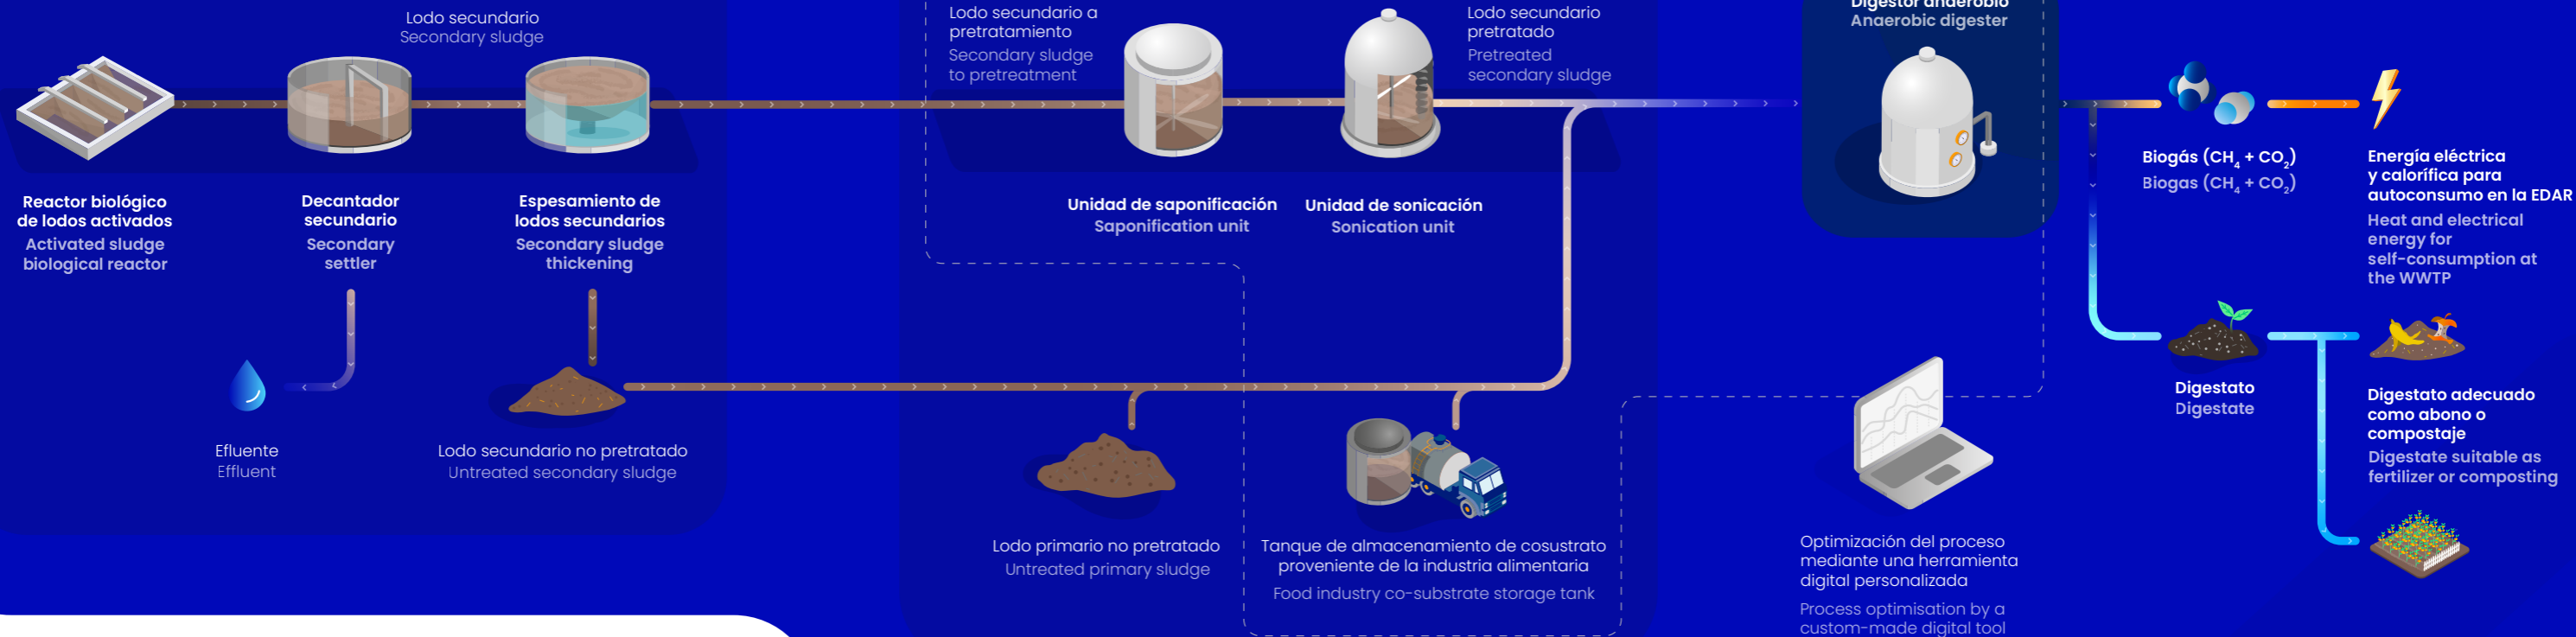 Lodo secundario
Secondary sludge
Lodo secundario a
pretratamiento
Secondary sludge
to pretreatment
Lodo secundario
pretratado
Pretreated
secondary sludge
Digestor anaerobio
Anaerobic digester
Reactor biológico
de lodos activados
Activated sludge
biological reactor
Decantador
secundario
Secondary
settler
Espesamiento de
lodos secundarios
Secondary sludge
thickening
Unidad de saponificación
Saponification unit
Unidad de sonicación
Sonication unit
Biogás (CH₄ + CO₂)
Biogas (CH₄ + CO₂)
Energía eléctrica
y calorífica para
autoconsumo en la EDAR
Heat and electrical
energy for
self-consumption at
the WWTP
Efluente
Effluent
Lodo secundario no pretratado
Untreated secondary sludge
Lodo primario no pretratado
Untreated primary sludge
Tanque de almacenamiento de cosustrato
proveniente de la industria alimentaria
Food industry co-substrate storage tank
Optimización del proceso
mediante una herramienta
digital personalizada
Process optimisation by a
custom-made digital tool
Digestato
Digestate
Digestato adecuado
como abono o
compostaje
Digestate suitable as
fertilizer or composting